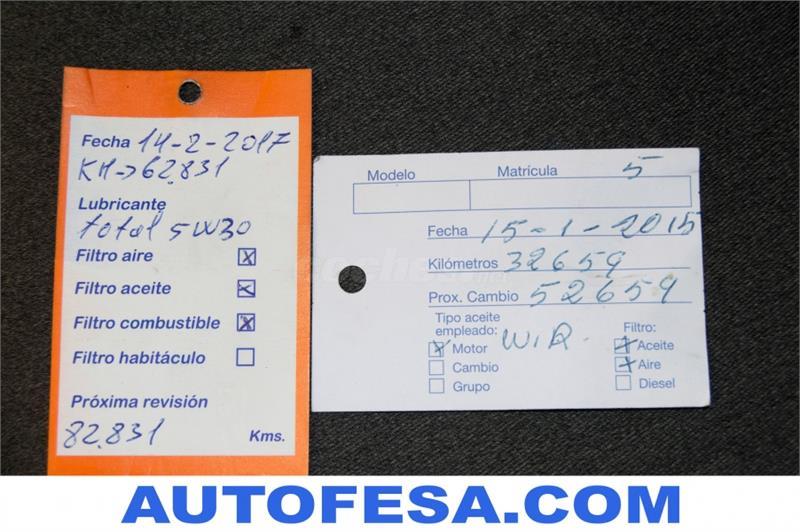 Fecha 14-2-2017
KM->62.831
Lubricante
total 5W30
Filtro aire
Filtro aceite
Filtro combustible
Filtro habitáculo
Próxima revisión
82.831 Kms.
Modelo Matrícula 5
Fecha 15-1-2015
Kilómetros 32659
Prox. Cambio 52659
Tipo aceite
empleado:
Motor
Cambio
Grupo
Filtro:
Aceite
Aire
Diesel
AUTOFESA.COM